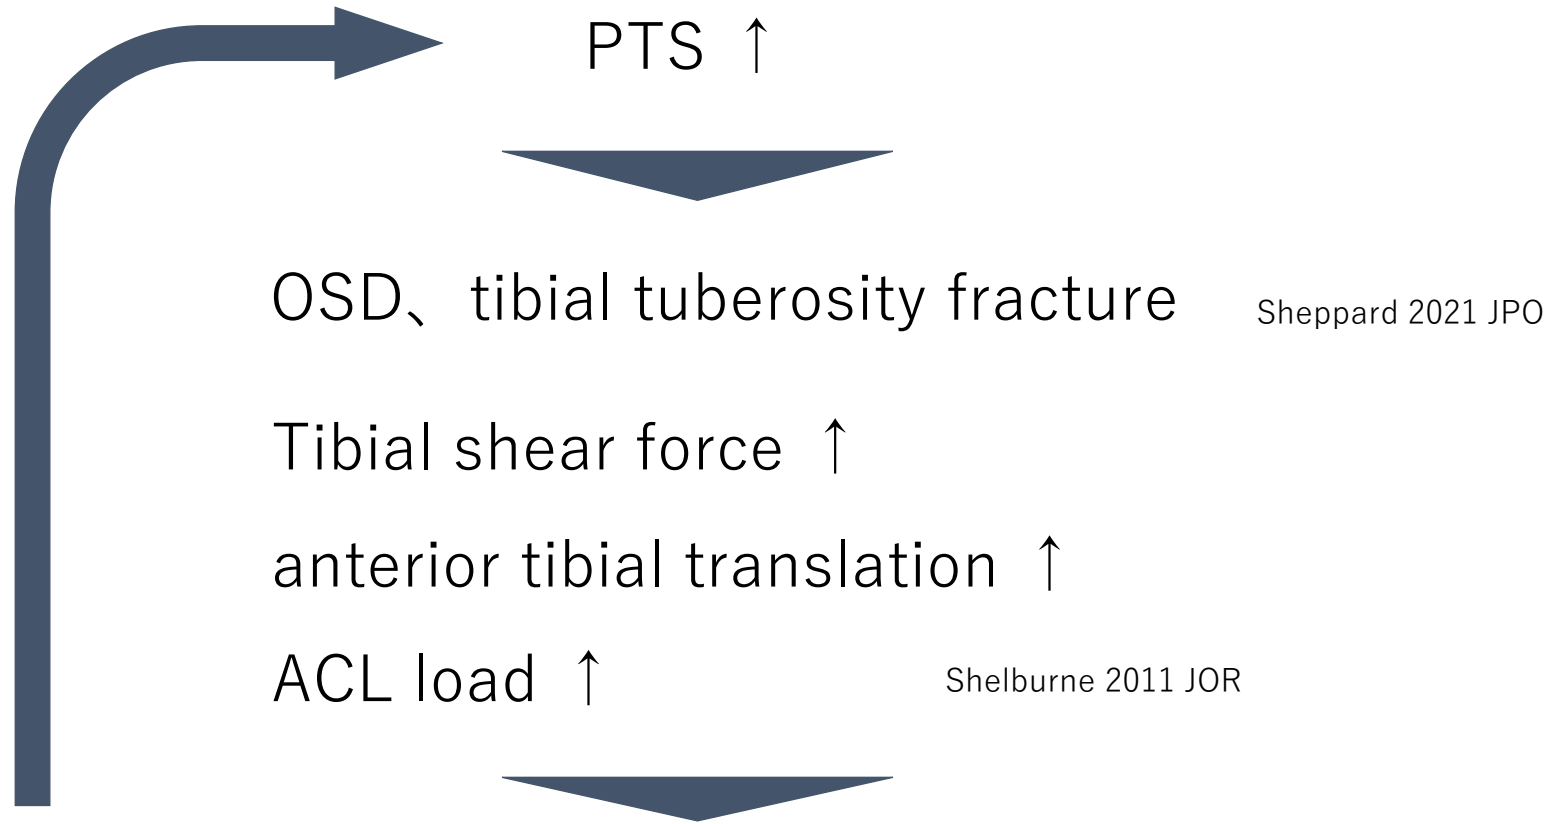 PTS ↑
OSD、tibial tuberosity fracture
Sheppard 2021 JPO
Tibial shear force ↑
anterior tibial translation ↑
ACL load ↑
Shelburne 2011 JOR